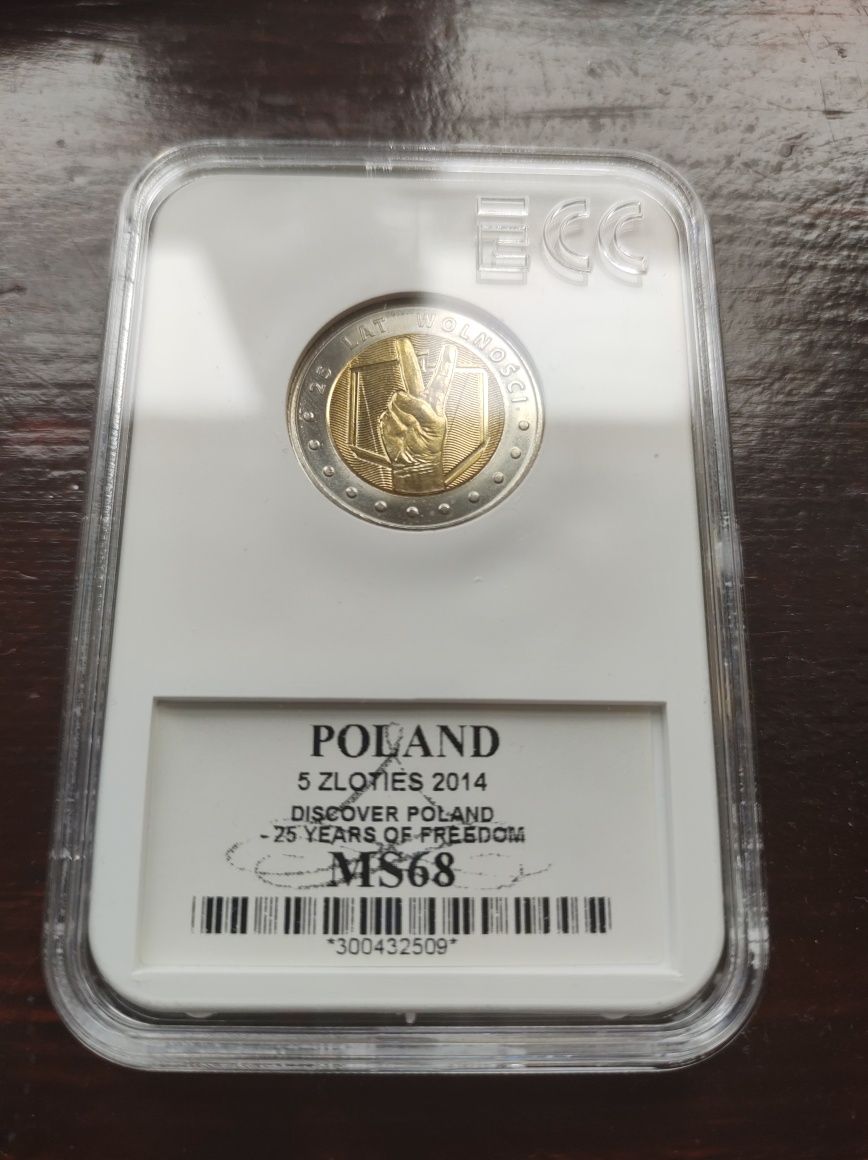 ECC
25 LAT WOLNOŚCI
POLAND
5 ZLOTIES 2014
DISCOVER POLAND
- 25 YEARS OF FREEDOM
MS68
*300432509*